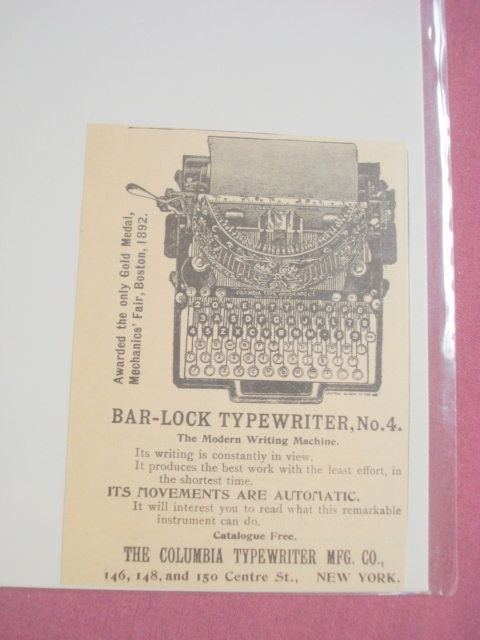 Awarded the only Gold Medal,
Mechanics' Fair, Boston, 1892.
BAR-LOCK TYPEWRITER, No. 4.
The Modern Writing Machine.
Its writing is constantly in view.
It produces the best work with the least effort, in
the shortest time.
ITS MOVEMENTS ARE AUTOMATIC.
It will interest you to read what this remarkable
instrument can do.
Catalogue Free.
THE COLUMBIA TYPEWRITER MFG. CO.,
146, 148, and 150 Centre St., NEW YORK.